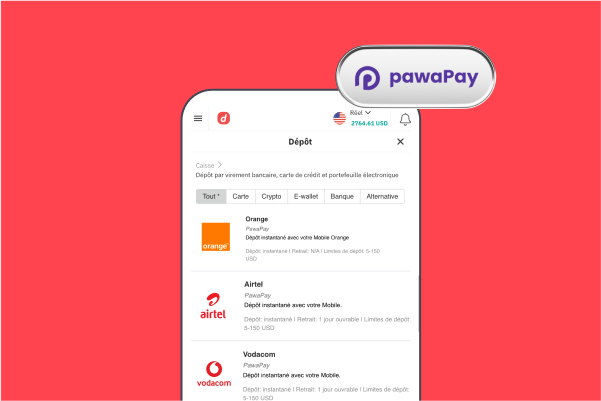 pawaPay
Réel
2764.61 USD
Dépôt
Caisse
Dépôt par virement bancaire, carte de crédit et portefeuille électronique
Tout * Carte Crypto E-wallet Banque Alternative
Orange
PawaPay
Dépôt instantané avec votre Mobile Orange
orange
Dépôt: instantané I Retrait: N/A I Limites de dépôt: 5-150
USD
Airtel
PawaPay
Dépôt instantané avec votre Mobile.
airtel
Dépôt: instantané I Retrait: 1 jour ouvrable I Limites de dépôt:
5-150 USD
Vodacom
PawaPay
Dépôt instantané avec votre Mobile.
vodacom
Dépôt: instantané I Retrait: 1 jour ouvrable I Limites de dépôt:
5-150 USD